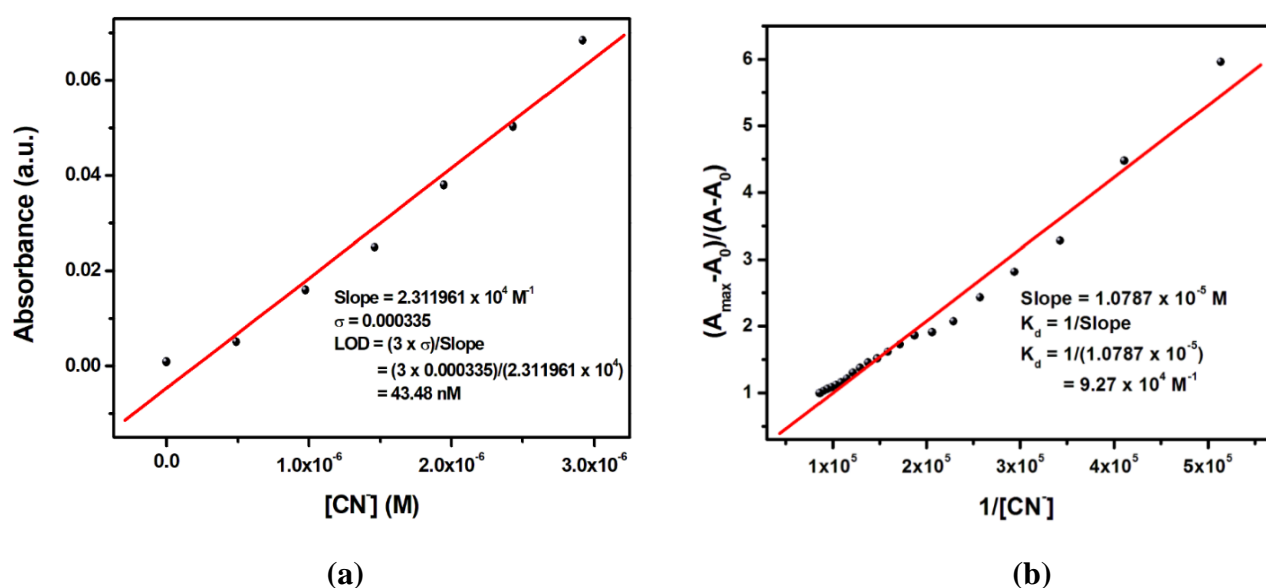 Absorbance (a.u.)
0.06
0.04
0.02
0.00
Slope = 2.311961 x 10⁴ M⁻¹
σ = 0.000335
LOD = (3 x σ)/Slope
= (3 x 0.000335)/(2.311961 x 10⁴)
= 43.48 nM
0.0 1.0x10⁻⁶ 2.0x10⁻⁶ 3.0x10⁻⁶
[CN⁻] (M)
(a)
(Aₘₐₓ-A₀)/(A-A₀)
6
5
4
3
2
1
Slope = 1.0787 x 10⁻⁵ M
K_d = 1/Slope
K_d = 1/(1.0787 x 10⁻⁵)
= 9.27 x 10⁴ M⁻¹
1x10⁵ 2x10⁵ 3x10⁵ 4x10⁵ 5x10⁵
1/[CN⁻]
(b)